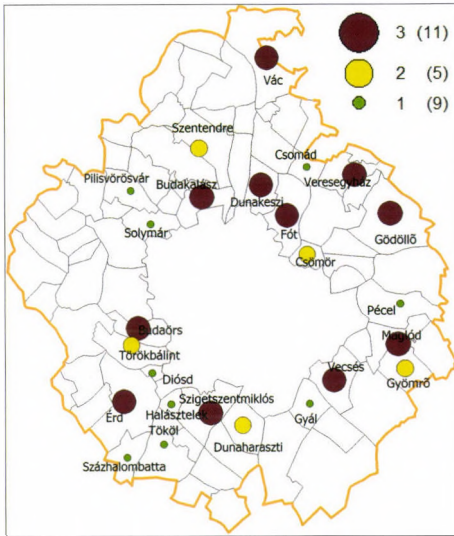 3 (11)
2 (5)
1 (9)
Vác
Szentendre
Csomád
Pilisvörösvár
Budakalász
Dunakeszi
Veresegyház
Solymár
Fót
Gödöllő
Csömör
Pécel
Budaörs
Maglód
Törökbálint
Vecsés
Gyömrő
Diósd
Szigetszentmiklós
Érd
Halásztelek
Gyál
Tököl
Dunaharaszti
Százhalombatta